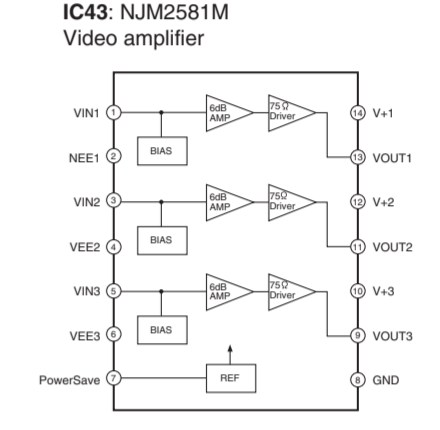 IC43: NJM2581M
Video amplifier
VIN1 1 6dB AMP 75Ω Driver 14 V+1
NEE1 2 BIAS 13 VOUT1
VIN2 3 6dB AMP 75Ω Driver 12 V+2
VEE2 4 BIAS 11 VOUT2
VIN3 5 6dB AMP 75Ω Driver 10 V+3
VEE3 6 BIAS 9 VOUT3
PowerSave 7 REF 8 GND